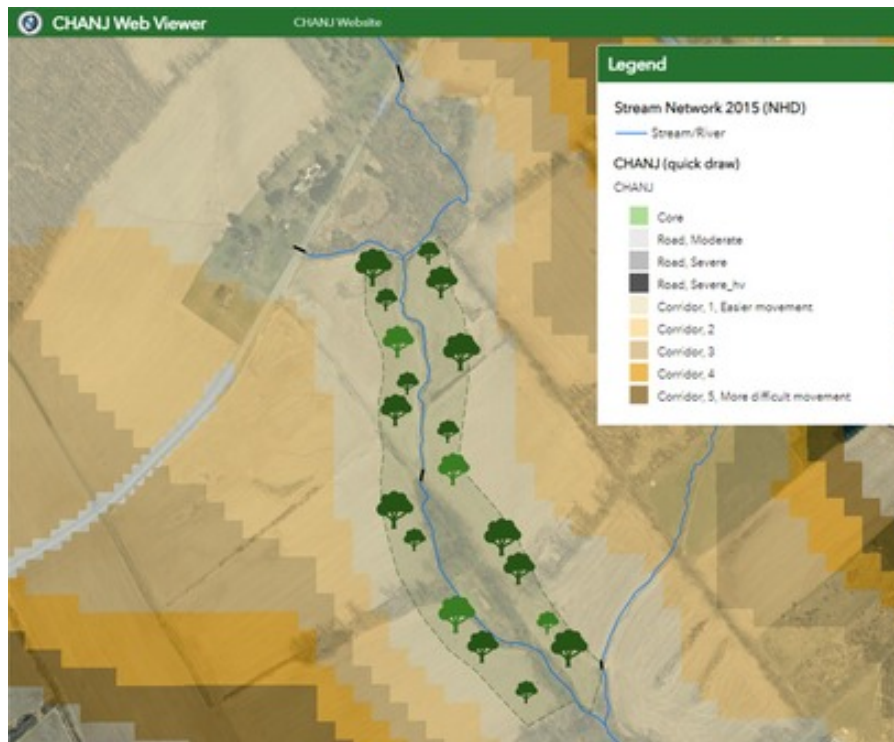 CHANJ Web Viewer
CHANJ Website
Legend
Stream Network 2015 (NHD)
Stream/River
CHANJ (quick draw)
CHANJ
Core
Road, Moderate
Road, Severe
Road, Severe_hv
Corridor, 1, Easier movement
Corridor, 2
Corridor, 3
Corridor, 4
Corridor, 5, More difficult movement